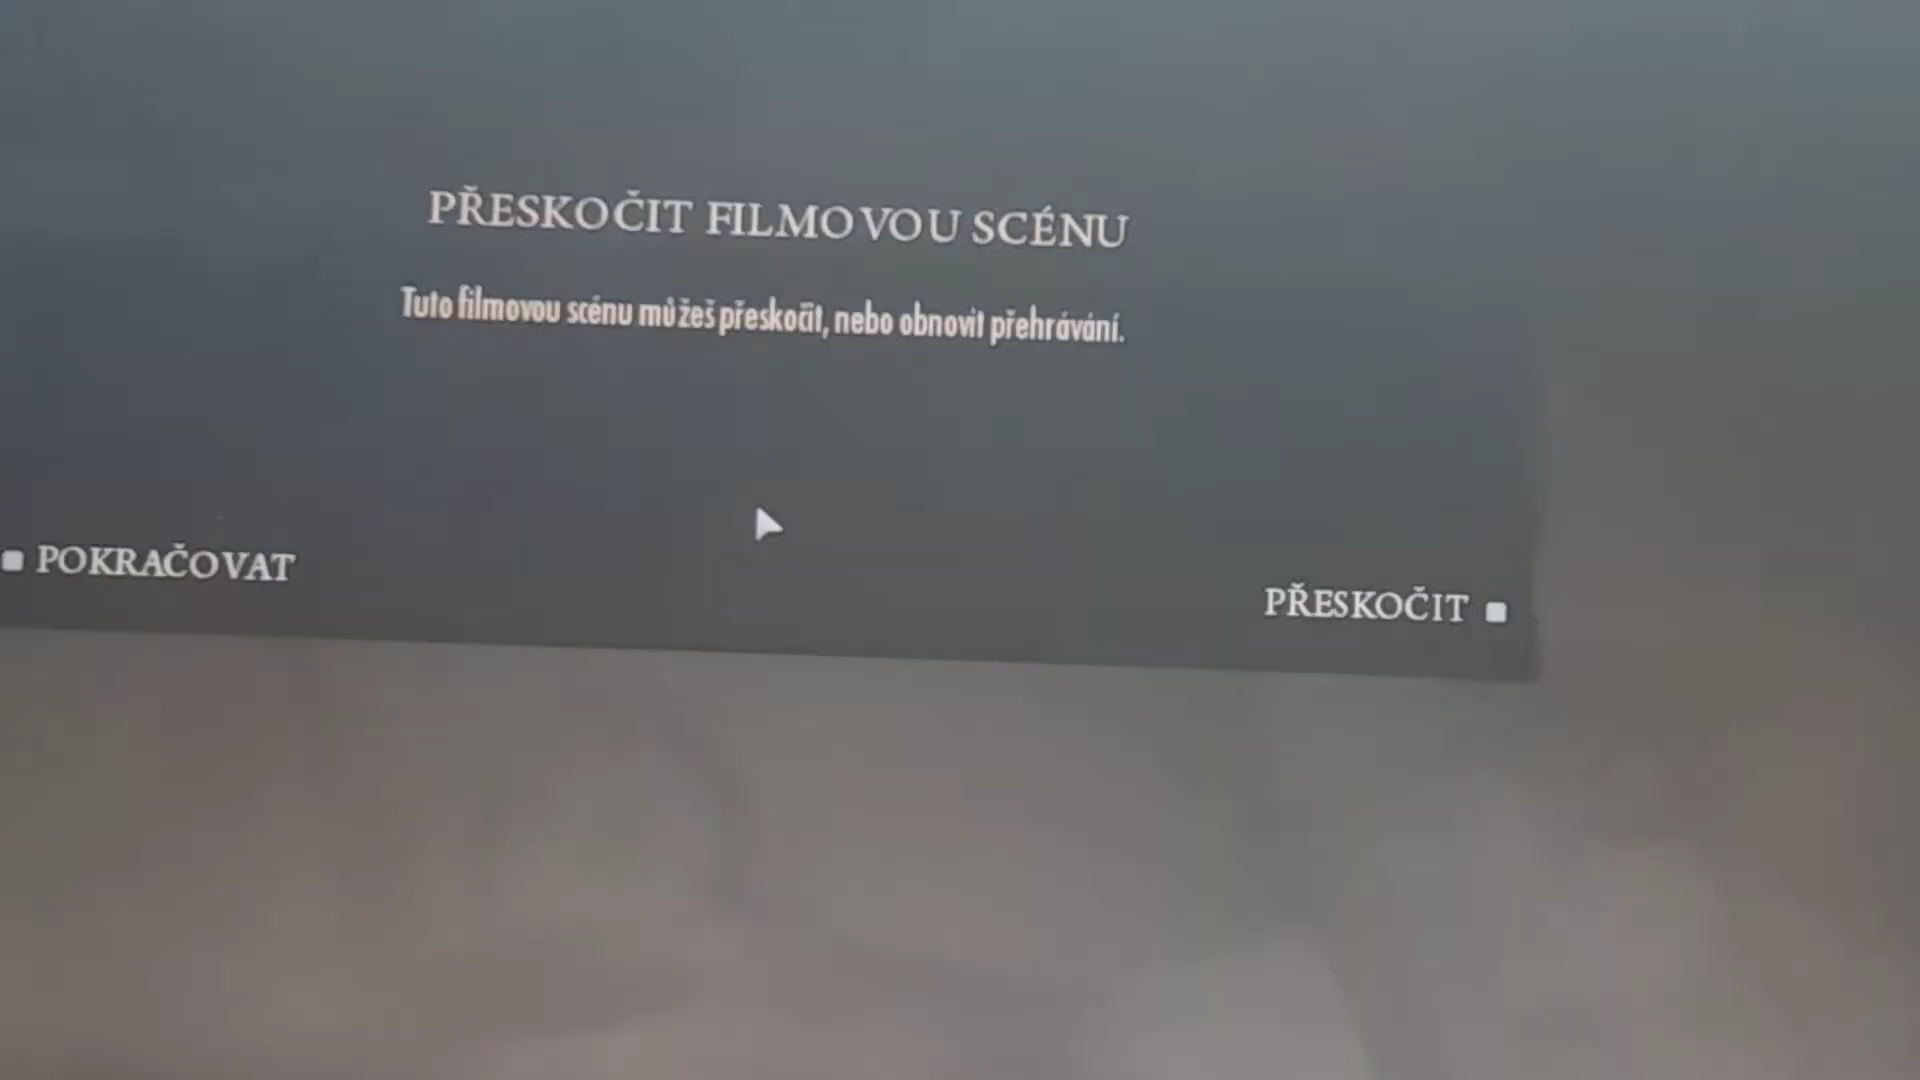 PŘESKOČIT FILMOVOU SCÉNU
Tuto filmovou scénu můžeš přeskočit, nebo obnovit přehrávání.
POKRAČOVAT
PŘESKOČIT